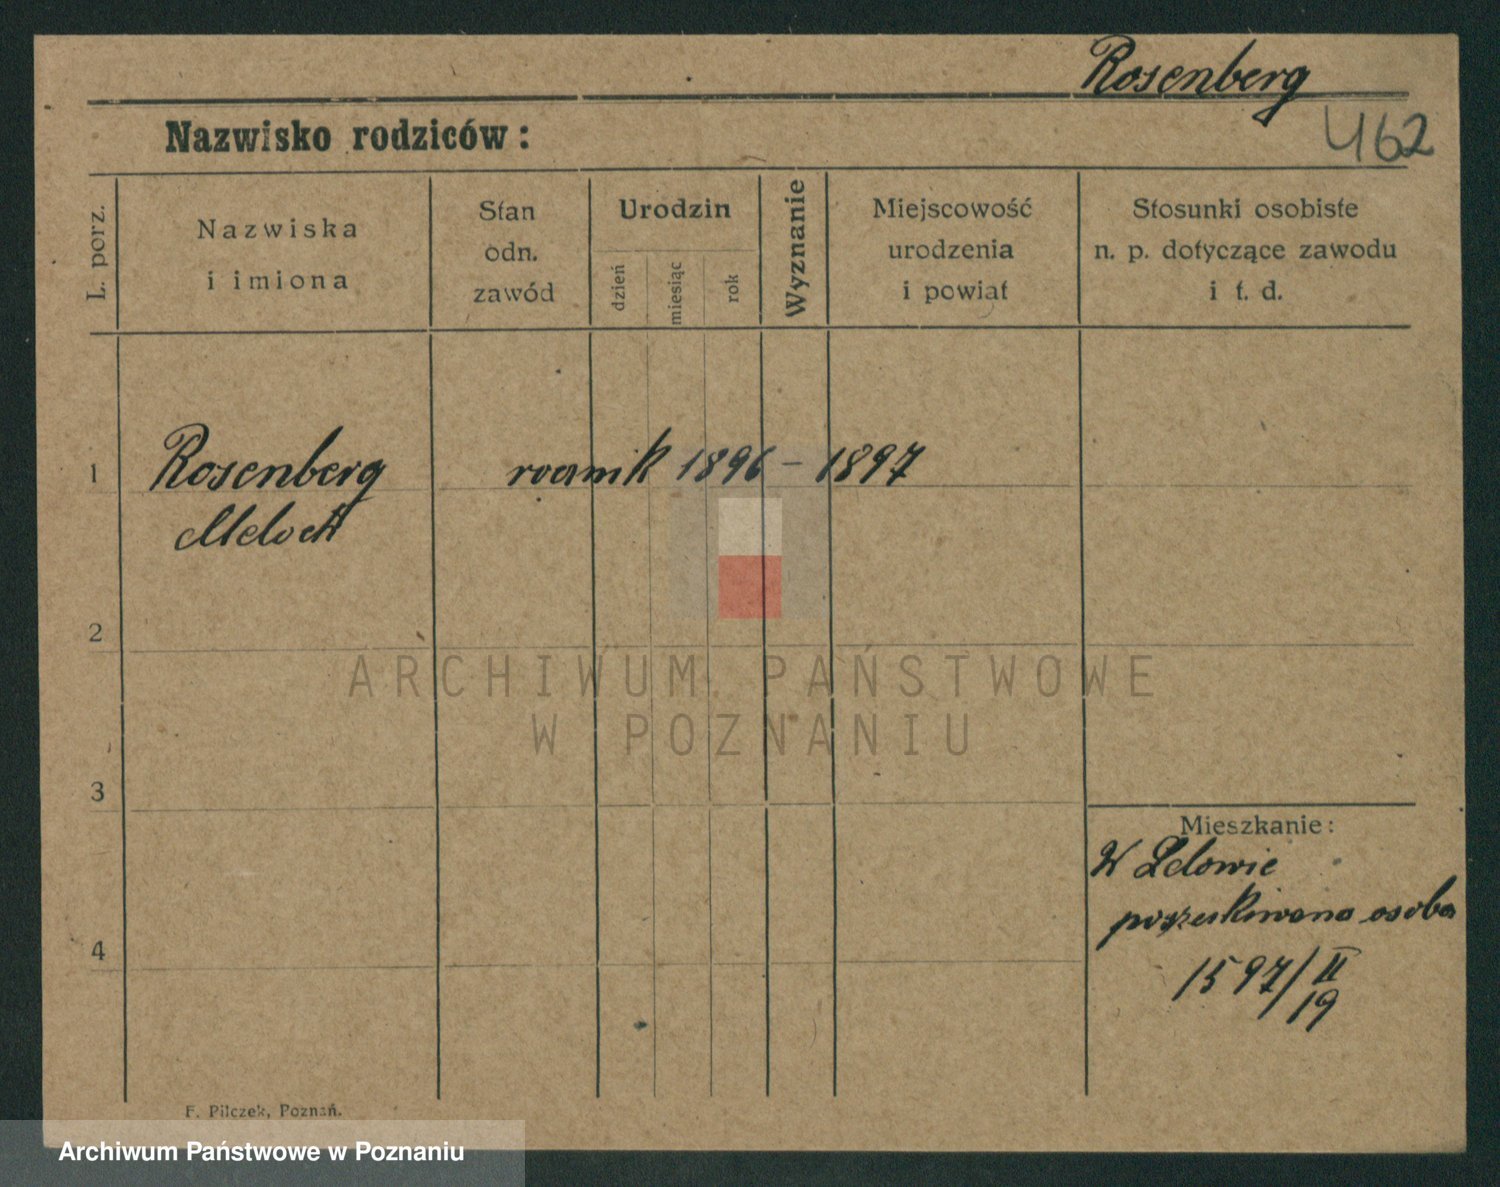 Rosenberg
462
Nazwisko rodziców:
L. porz.
Nazwiska
i imiona
Stan
odn.
zawód
Urodzin
dzień
miesiąc
rok
Wyznanie
Miejscowość
urodzenia
i powiat
Stosunki osobiste
n. p. dotyczące zawodu
i t. d.
1
Rosenberg
rocznik 1896 – 1897
2
ARCHIWUM PAŃSTWOWE
W POZNANIU
3
Mieszkanie:
W Lelowie
poszukiwana osoba
4
1597/II
19
F. Pilczek, Poznań.
Archiwum Państwowe w Poznaniu